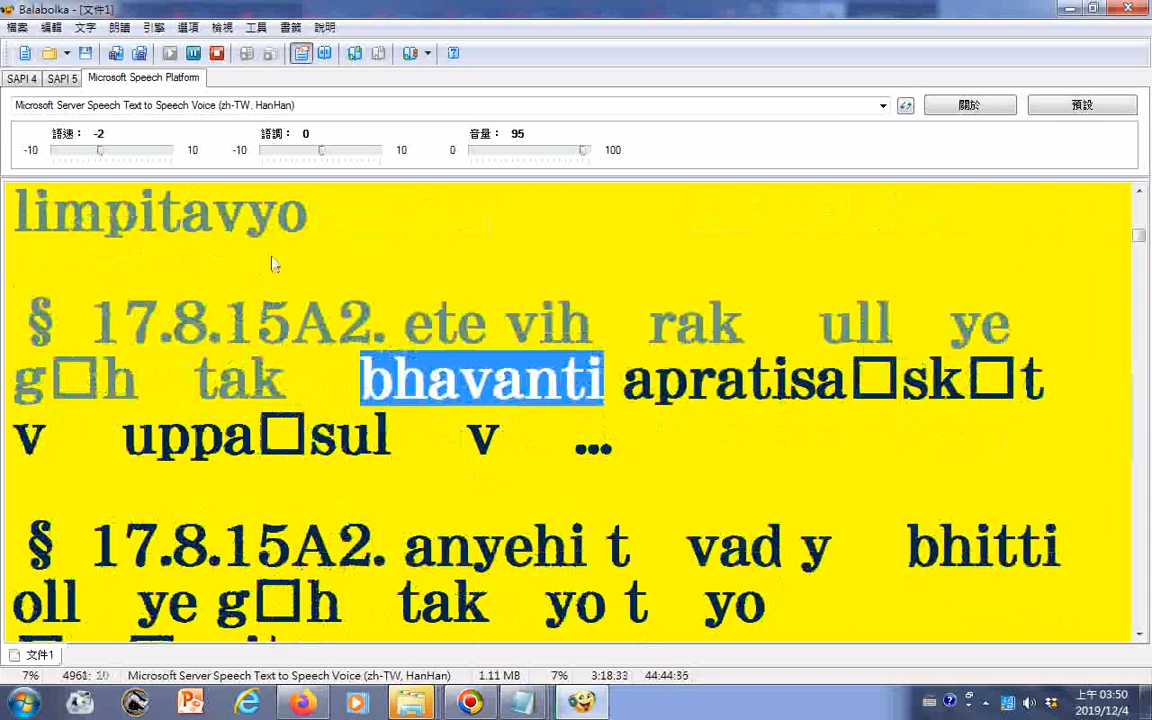 Balabolka - [文件1]
檔案 編輯 文字 朗讀 引擎 選項 檢視 工具 書籤 說明
SAPI 4 SAPI 5 Microsoft Speech Platform
Microsoft Server Speech Text to Speech Voice (zh-TW, HanHan) 關於 預設
語速： -2 語調： 0 音量： 95
-10 10 -10 10 0 100
limpitavyo
§ 17.8.15A2. ete vih rak ull ye
g□h tak bhavanti apratisa□sk□t
v uppa□sul v ...
§ 17.8.15A2. anyehi t vad y bhitti
oll ye g□h tak yo t yo
文件1
7% 4961: 10 Microsoft Server Speech Text to Speech Voice (zh-TW, HanHan) 1.11 MB 7% 3:18:33 44:44:35
上午 03:50
2019/12/4